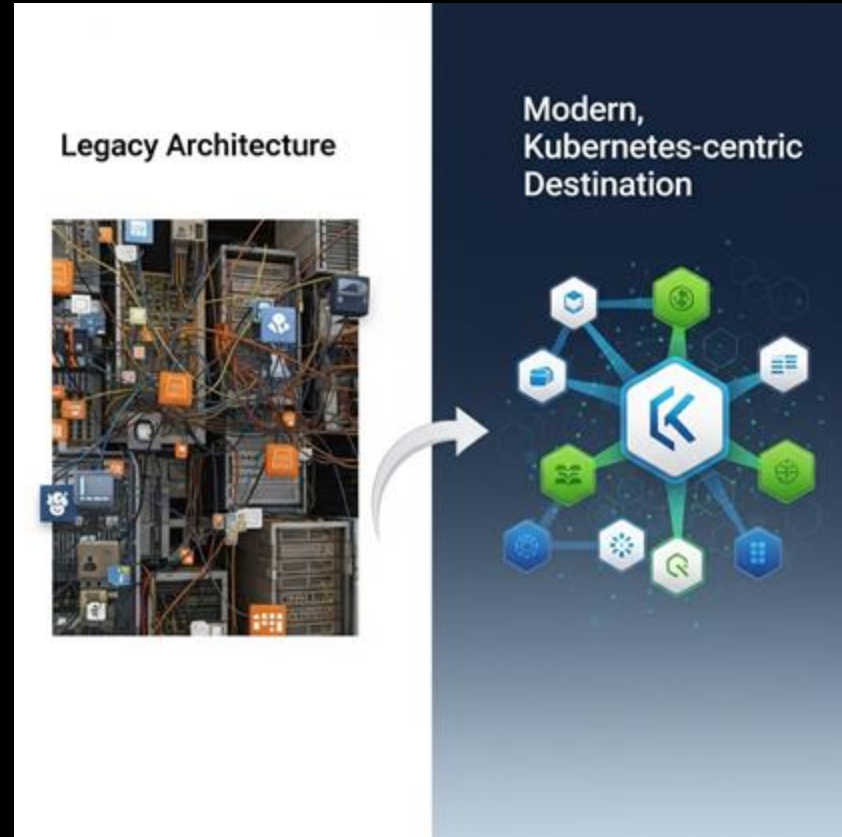 Legacy Architecture
Modern,
Kubernetes-centric
Destination